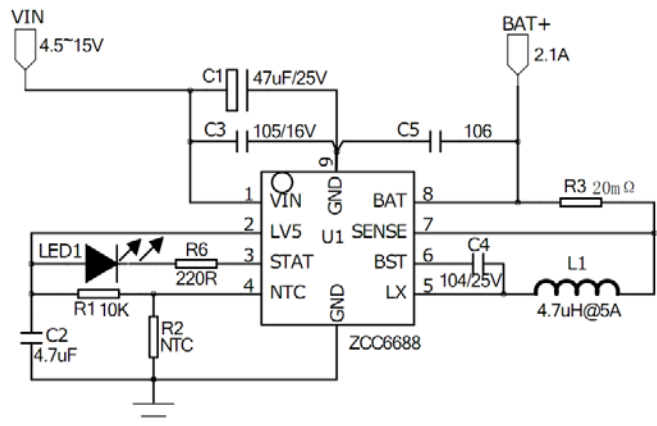 VIN
4.5~15V
BAT+
2.1A
C1
47uF/25V
C3
105/16V
C5
106
9
GND
1
VIN
BAT
8
R3
20mΩ
2
LV5
U1
SENSE
7
LED1
R6
220R
3
STAT
BST
6
C4
104/25V
L1
4.7uH@5A
R1
10K
4
NTC
LX
5
C2
4.7uF
R2
NTC
GND
ZCC6688